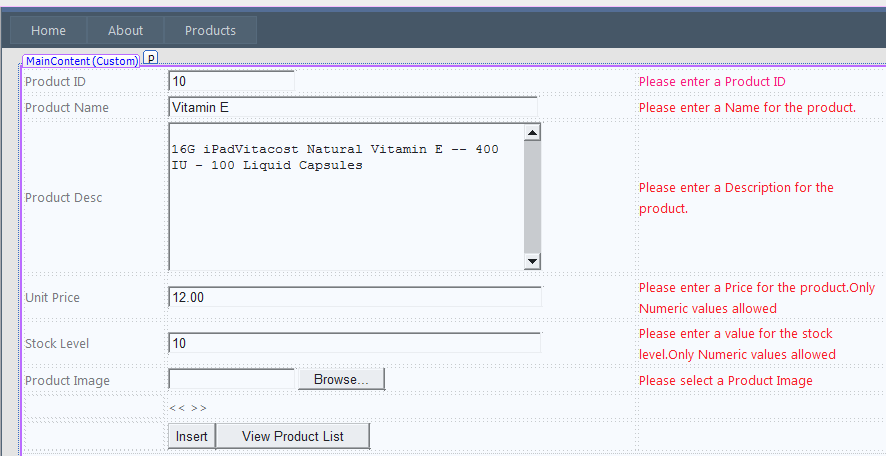 Home About Products
MainContent (Custom) p
Product ID 10 Please enter a Product ID
Product Name Vitamin E Please enter a Name for the product.
16G iPadVitacost Natural Vitamin E -- 400
IU - 100 Liquid Capsules
Product Desc Please enter a Description for the
product.
Unit Price 12.00 Please enter a Price for the product.Only
Numeric values allowed
Stock Level 10 Please enter a value for the stock
level.Only Numeric values allowed
Product Image Browse... Please select a Product Image
<< >>
Insert View Product List